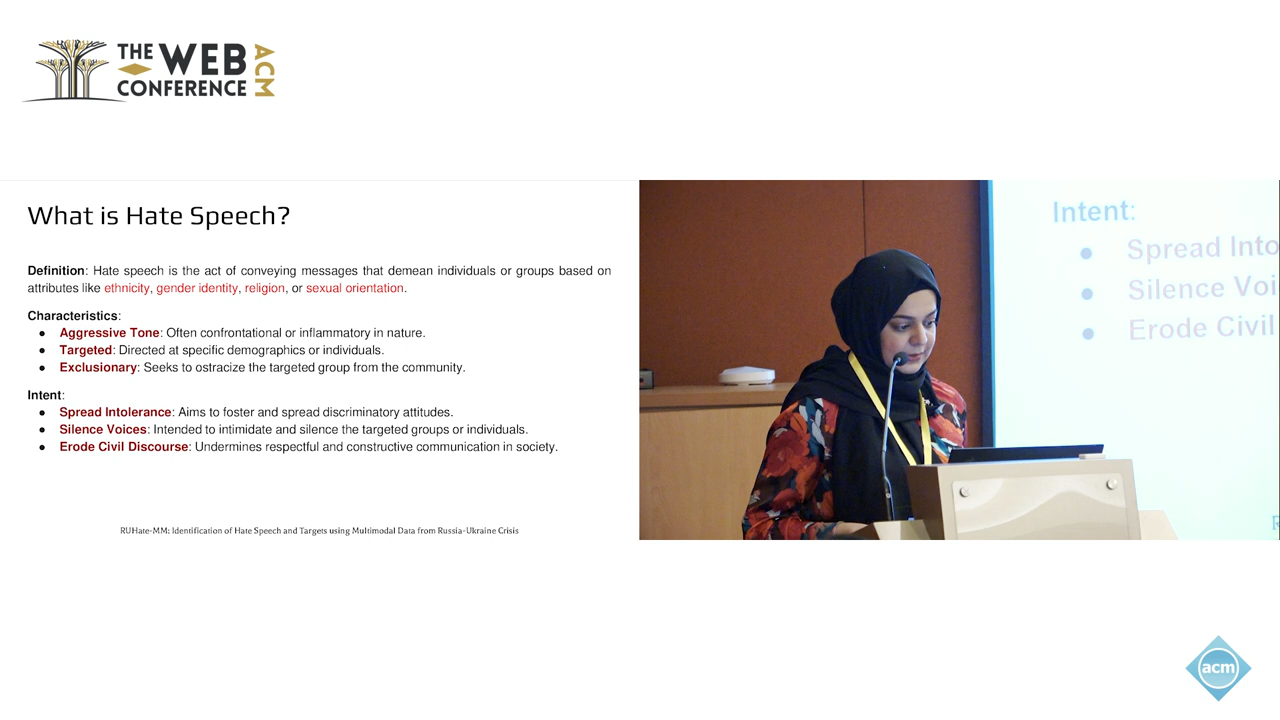 THE WEB
CONFERENCE
ACM
What is Hate Speech?
Definition: Hate speech is the act of conveying messages that demean individuals or groups based on
attributes like ethnicity, gender identity, religion, or sexual orientation.
Characteristics:
● Aggressive Tone: Often confrontational or inflammatory in nature.
● Targeted: Directed at specific demographics or individuals.
● Exclusionary: Seeks to ostracize the targeted group from the community.
Intent:
● Spread Intolerance: Aims to foster and spread discriminatory attitudes.
● Silence Voices: Intended to intimidate and silence the targeted groups or individuals.
● Erode Civil Discourse: Undermines respectful and constructive communication in society.
RUHate-MM: Identification of Hate Speech and Targets using Multimodal Data from Russia-Ukraine Crisis
Intent:
● Spread Into
● Silence Voi
● Erode Civil
R
acm